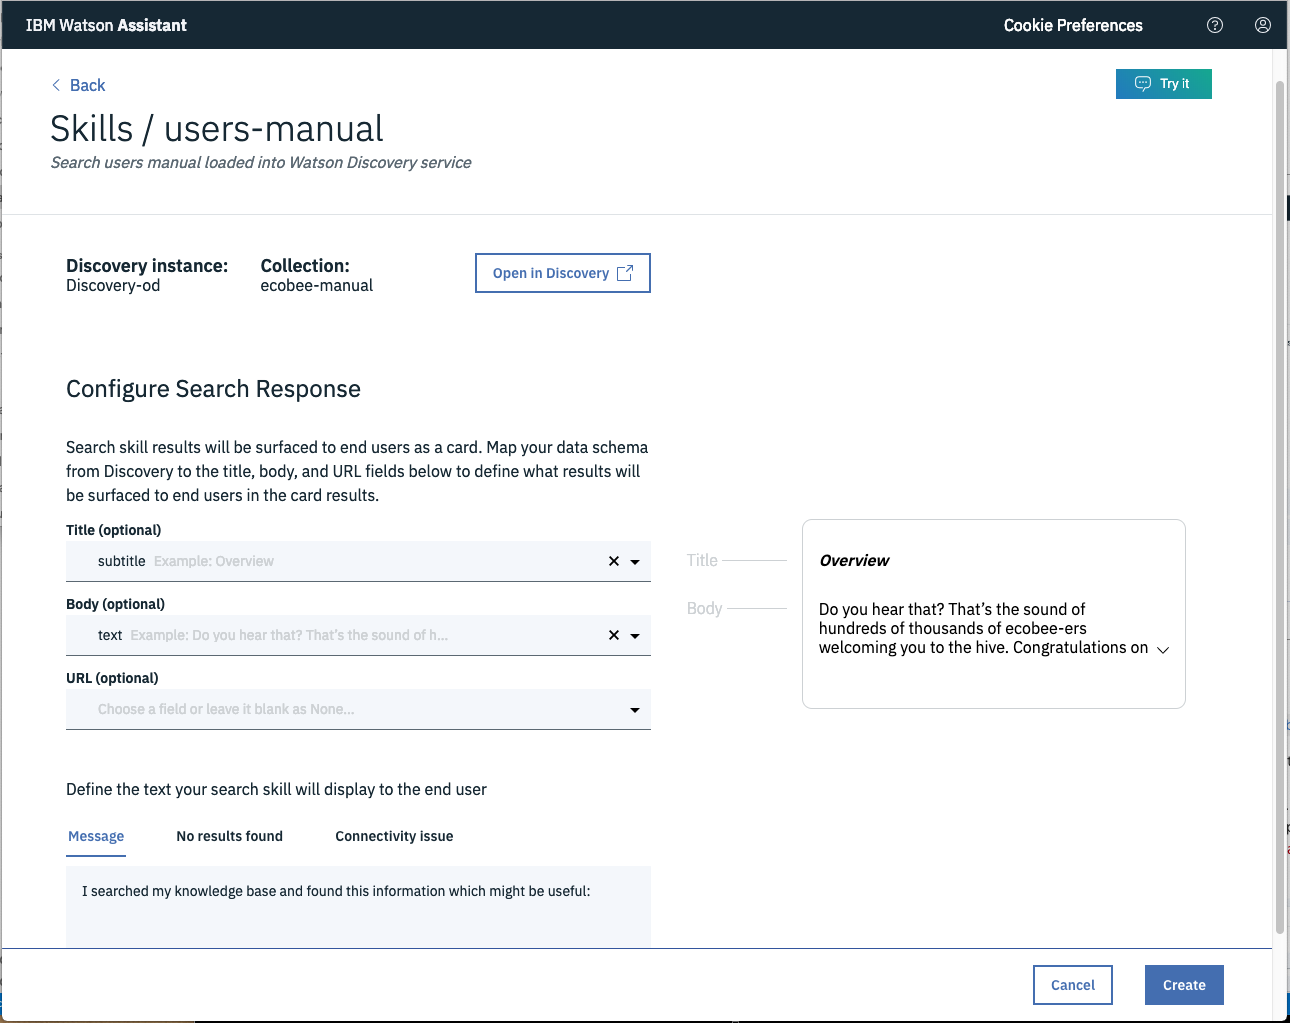 IBM Watson Assistant
Cookie Preferences
Back
Try it
Skills / users-manual
Search users manual loaded into Watson Discovery service
Discovery instance:
Discovery-od
Collection:
ecobee-manual
Open in Discovery
Configure Search Response
Search skill results will be surfaced to end users as a card. Map your data schema
from Discovery to the title, body, and URL fields below to define what results will
be surfaced to end users in the card results.
Title (optional)
subtitle Example: Overview
Body (optional)
text Example: Do you hear that? That's the sound of h...
URL (optional)
Choose a field or leave it blank as None...
Title
Body
Overview
Do you hear that? That's the sound of
hundreds of thousands of ecobee-ers
welcoming you to the hive. Congratulations on
Define the text your search skill will display to the end user
Message
No results found
Connectivity issue
I searched my knowledge base and found this information which might be useful:
Cancel
Create